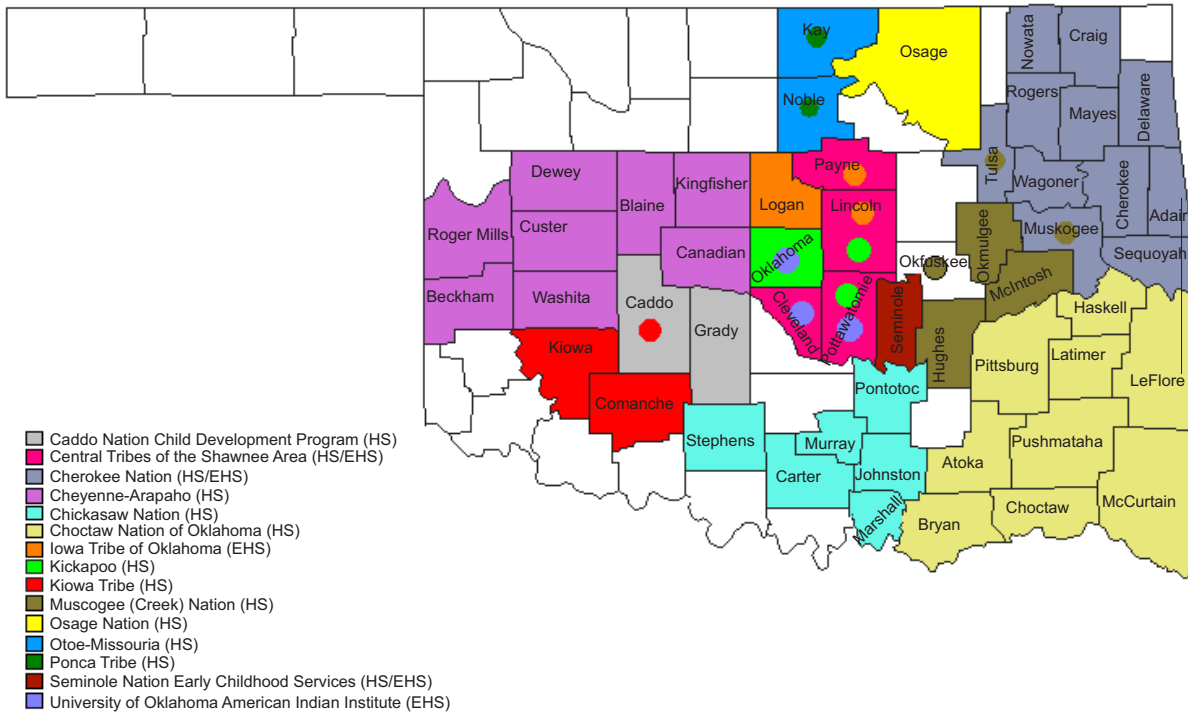 Kay
Osage
Nowata
Craig
Noble
Rogers
Mayes
Delaware
Dewey
Kingfisher
Payne
Tulsa
Wagoner
Cherokee
Adair
Blaine
Logan
Lincoln
Roger Mills
Custer
Canadian
Oklahoma
Okfuskee
Okmulgee
Muskogee
Sequoyah
Beckham
Washita
Caddo
Grady
Cleveland
Pottawatomie
Seminole
Hughes
McIntosh
Haskell
Kiowa
Pittsburg
Latimer
LeFlore
Comanche
Pontotoc
Stephens
Murray
Pushmataha
Carter
Johnston
Atoka
McCurtain
Marshall
Bryan
Choctaw
Caddo Nation Child Development Program (HS)
Central Tribes of the Shawnee Area (HS/EHS)
Cherokee Nation (HS/EHS)
Cheyenne-Arapaho (HS)
Chickasaw Nation (HS)
Choctaw Nation of Oklahoma (HS)
Iowa Tribe of Oklahoma (EHS)
Kickapoo (HS)
Kiowa Tribe (HS)
Muscogee (Creek) Nation (HS)
Osage Nation (HS)
Otoe-Missouria (HS)
Ponca Tribe (HS)
Seminole Nation Early Childhood Services (HS/EHS)
University of Oklahoma American Indian Institute (EHS)